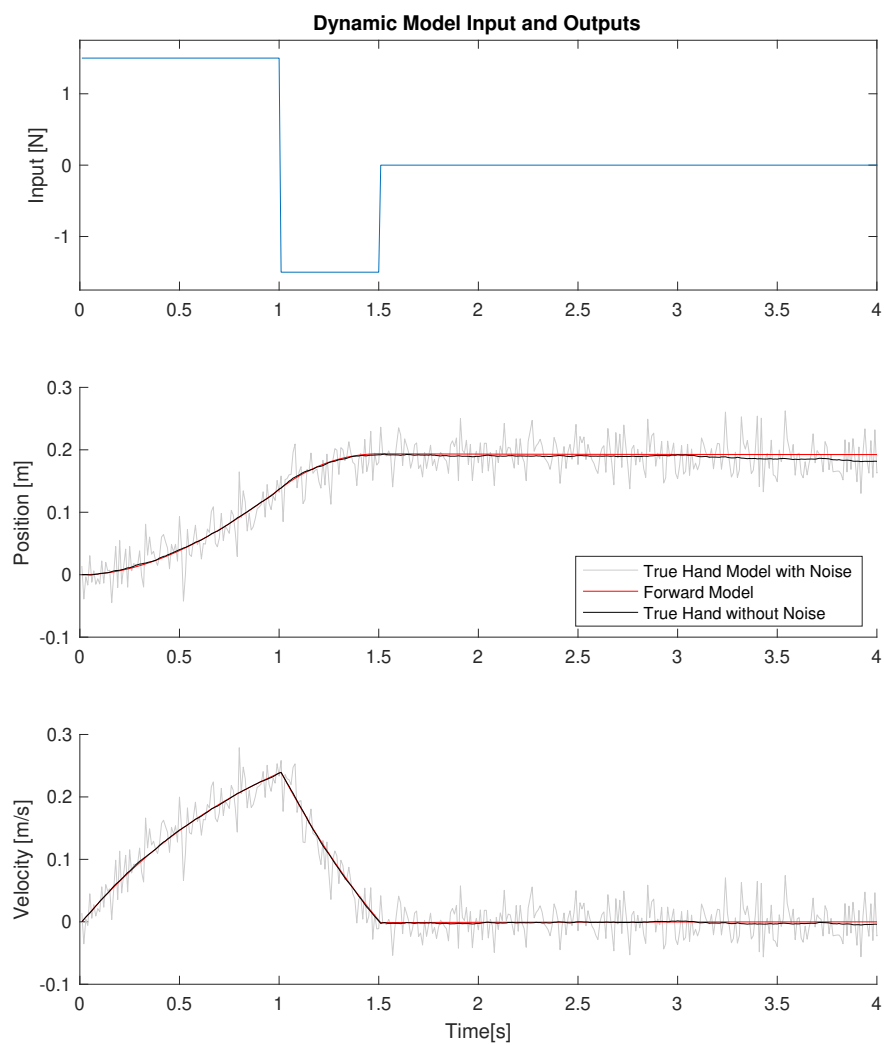 Dynamic Model Input and Outputs
1
0
-1
Input [N]
0 0.5 1 1.5 2 2.5 3 3.5 4
0.3
0.2
0.1
0
-0.1
Position [m]
True Hand Model with Noise
Forward Model
True Hand without Noise
0 0.5 1 1.5 2 2.5 3 3.5 4
0.3
0.2
0.1
0
-0.1
Velocity [m/s]
0 0.5 1 1.5 2 2.5 3 3.5 4
Time[s]